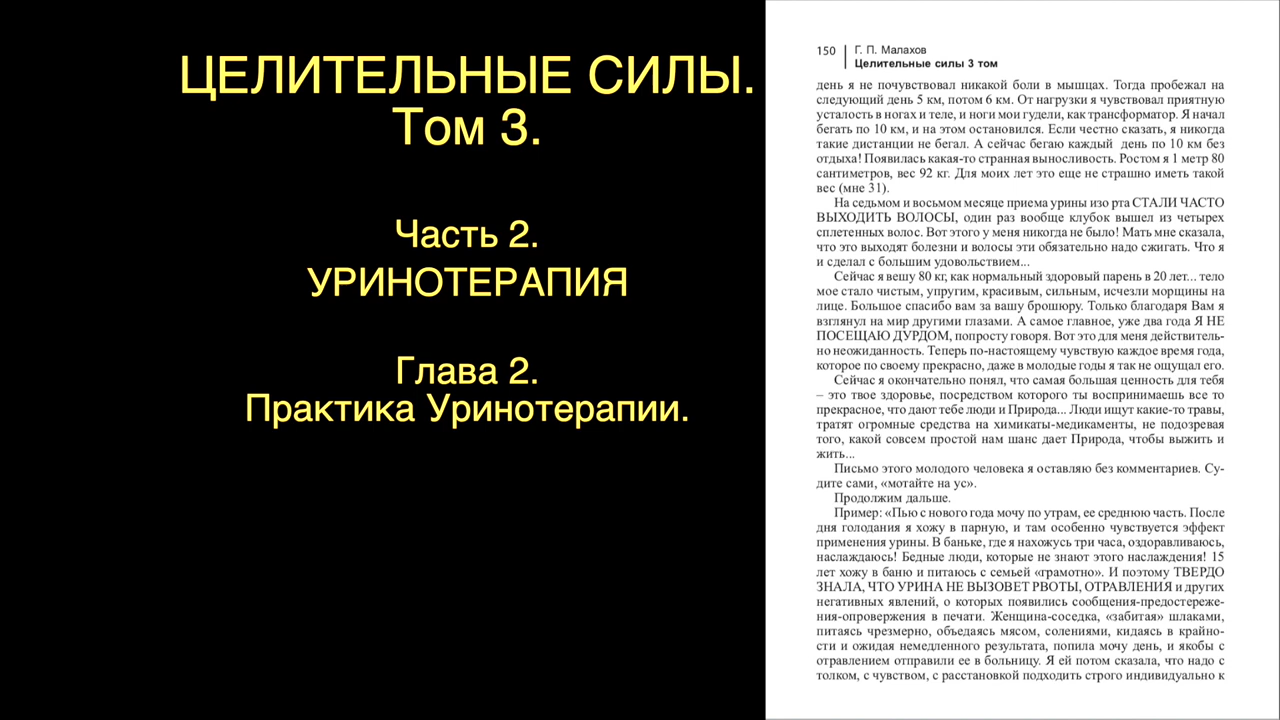 ЦЕЛИТЕЛЬНЫЕ СИЛЫ.
Том 3.
Часть 2.
УРИНОТЕРАПИЯ
Глава 2.
Практика Уринотерапии.
150 Г. П. Малахов
Целительные силы 3 том
день я не почувствовал никакой боли в мышцах. Тогда пробежал на
следующий день 5 км, потом 6 км. От нагрузки я чувствовал приятную
усталость в ногах и теле, и ноги мои гудели, как трансформатор. Я начал
бегать по 10 км, и на этом остановился. Если честно сказать, я никогда
такие дистанции не бегал. А сейчас бегаю каждый день по 10 км без
отдыха! Появилась какая-то странная выносливость. Ростом я 1 метр 80
сантиметров, вес 92 кг. Для моих лет это еще не страшно иметь такой
вес (мне 31).
На седьмом и восьмом месяце приема урины изо рта СТАЛИ ЧАСТО
ВЫХОДИТЬ ВОЛОСЫ, один раз вообще клубок вышел из четырех
сплетенных волос. Вот этого у меня никогда не было! Мать мне сказала,
что это выходят болезни и волосы эти обязательно надо сжигать. Что я
и сделал с большим удовольствием...
Сейчас я вешу 80 кг, как нормальный здоровый парень в 20 лет... тело
мое стало чистым, упругим, красивым, сильным, исчезли морщины на
лице. Большое спасибо вам за вашу брошюру. Только благодаря Вам я
взглянул на мир другими глазами. А самое главное, уже два года Я НЕ
ПОСЕЩАЮ ДУРДОМ, попросту говоря. Вот это для меня действитель-
но неожиданность. Теперь по-настоящему чувствую каждое время года,
которое по своему прекрасно, даже в молодые годы я так не ощущал его.
Сейчас я окончательно понял, что самая большая ценность для тебя
– это твое здоровье, посредством которого ты воспринимаешь все то
прекрасное, что дают тебе люди и Природа... Люди ищут какие-то травы,
тратят огромные средства на химикаты-медикаменты, не подозревая
того, какой совсем простой нам шанс дает Природа, чтобы выжить и
жить...
Письмо этого молодого человека я оставляю без комментариев. Су-
дите сами, «мотайте на ус».
Продолжим дальше.
Пример: «Пью с нового года мочу по утрам, ее среднюю часть. После
дня голодания я хожу в парную, и там особенно чувствуется эффект
применения урины. В баньке, где я нахожусь три часа, оздоравливаюсь,
наслаждаюсь! Бедные люди, которые не знают этого наслаждения! 15
лет хожу в баню и питаюсь с семьей «грамотно». И поэтому ТВЕРДО
ЗНАЛА, ЧТО УРИНА НЕ ВЫЗОВЕТ РВОТЫ, ОТРАВЛЕНИЯ и других
негативных явлений, о которых появились сообщения-предостереже-
ния-опровержения в печати. Женщина-соседка, «забитая» шлаками,
питаясь чрезмерно, объедаясь мясом, солениями, кидаясь в крайно-
сти и ожидая немедленного результата, попила мочу день, и якобы с
отравлением отправили ее в больницу. Я ей потом сказала, что надо с
толком, с чувством, с расстановкой подходить строго индивидуально к